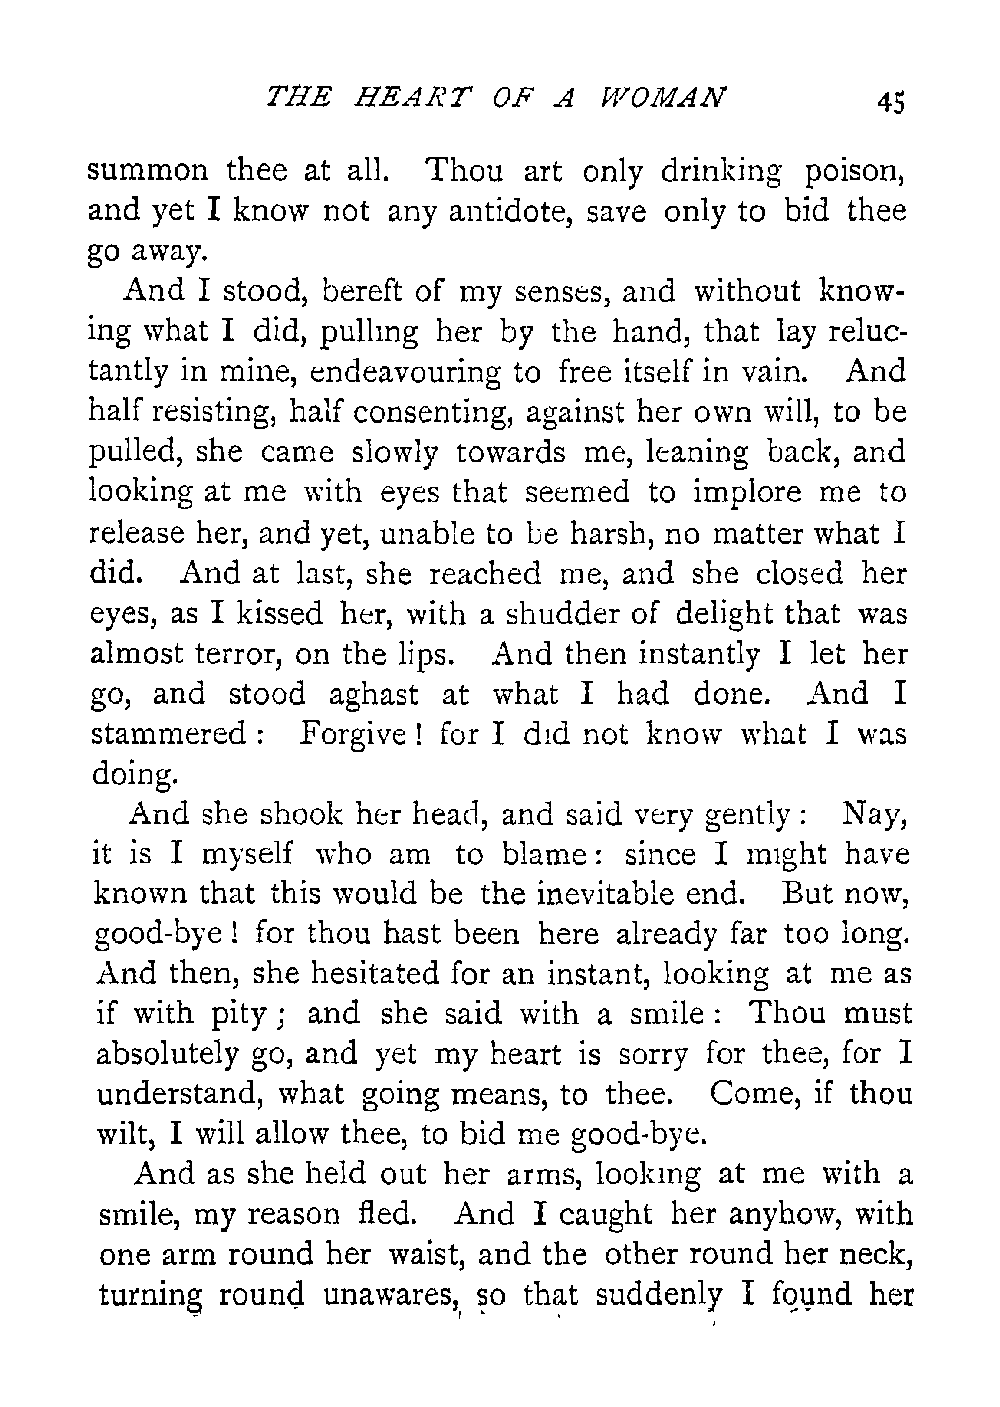 THE HEART OF A WOMAN 45
summon thee at all. Thou art only drinking poison,
and yet I know not any antidote, save only to bid thee
go away.
And I stood, bereft of my senses, and without know-
ing what I did, pulling her by the hand, that lay reluc-
tantly in mine, endeavouring to free itself in vain. And
half resisting, half consenting, against her own will, to be
pulled, she came slowly towards me, leaning back, and
looking at me with eyes that seemed to implore me to
release her, and yet, unable to be harsh, no matter what I
did. And at last, she reached me, and she closed her
eyes, as I kissed her, with a shudder of delight that was
almost terror, on the lips. And then instantly I let her
go, and stood aghast at what I had done. And I
stammered : Forgive ! for I did not know what I was
doing.
And she shook her head, and said very gently : Nay,
it is I myself who am to blame : since I might have
known that this would be the inevitable end. But now,
good-bye ! for thou hast been here already far too long.
And then, she hesitated for an instant, looking at me as
if with pity ; and she said with a smile : Thou must
absolutely go, and yet my heart is sorry for thee, for I
understand, what going means, to thee. Come, if thou
wilt, I will allow thee, to bid me good-bye.
And as she held out her arms, looking at me with a
smile, my reason fled. And I caught her anyhow, with
one arm round her waist, and the other round her neck,
turning round unawares, so that suddenly I found her